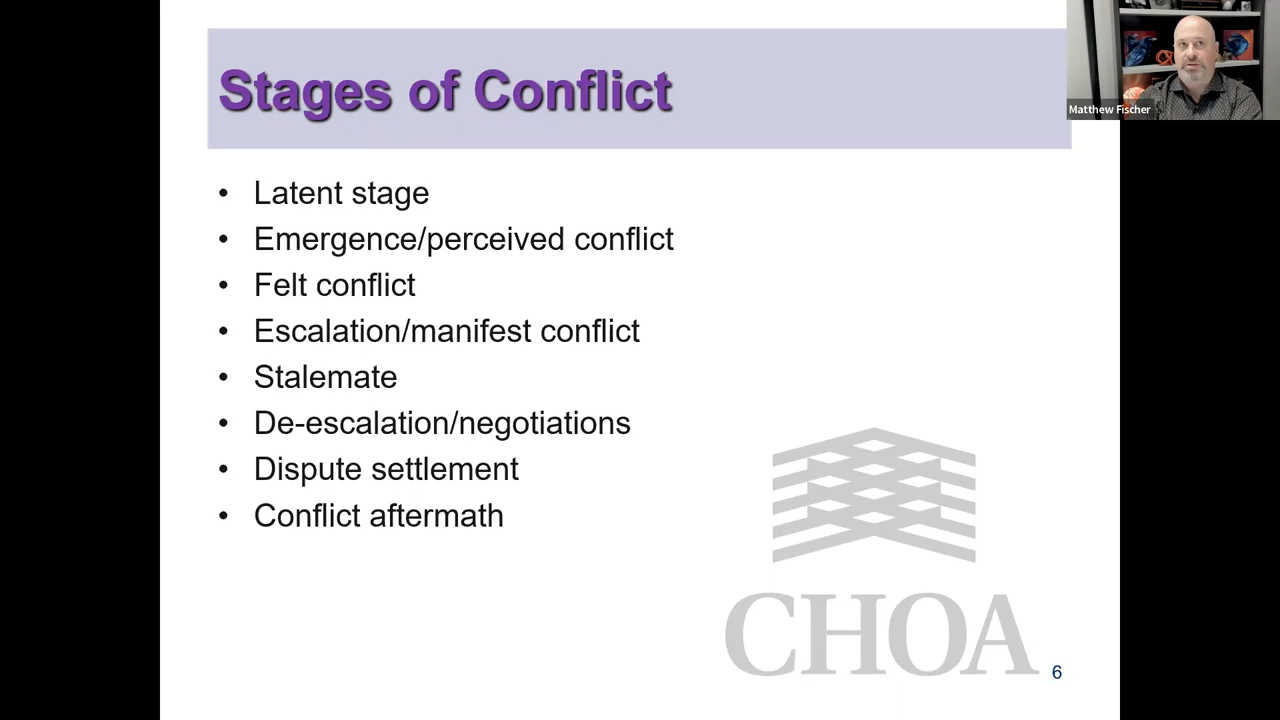 Stages of Conflict
Matthew Fischer
• Latent stage
• Emergence/perceived conflict
• Felt conflict
• Escalation/manifest conflict
• Stalemate
• De-escalation/negotiations
• Dispute settlement
• Conflict aftermath
CHOA
6